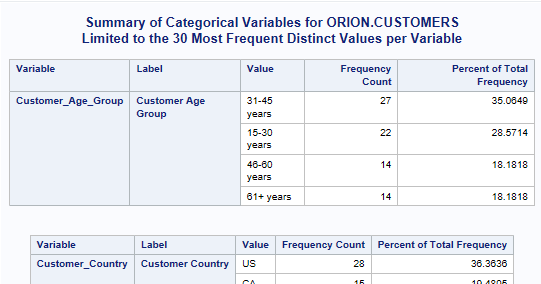 Summary of Categorical Variables for ORION.CUSTOMERS
Limited to the 30 Most Frequent Distinct Values per Variable
Variable Label Value Frequency Count Percent of Total Frequency
Customer_Age_Group Customer Age Group 31-45 years 27 35.0649
15-30 years 22 28.5714
46-60 years 14 18.1818
61+ years 14 18.1818
Variable Label Value Frequency Count Percent of Total Frequency
Customer_Country Customer Country US 28 36.3636
CA 15 19.4805